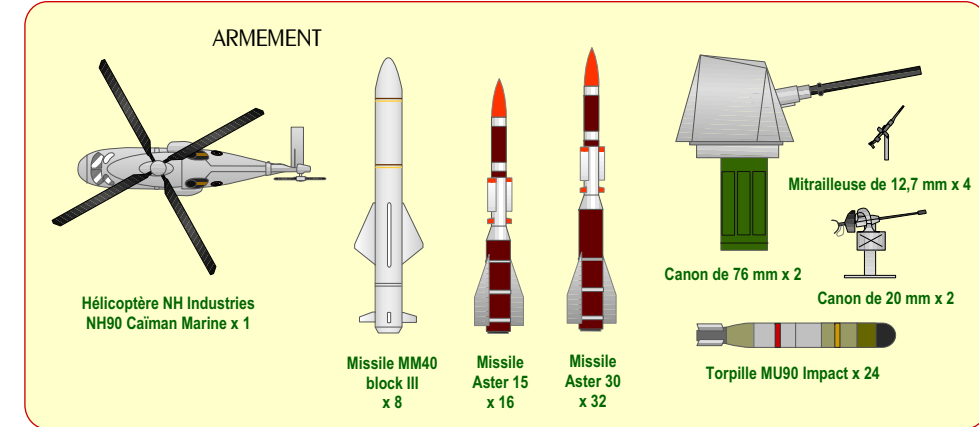 ARMEMENT
Hélicoptère NH Industries
NH90 Caïman Marine x 1
Missile MM40
block III
x 8
Missile
Aster 15
x 16
Missile
Aster 30
x 32
Canon de 76 mm x 2
Mitrailleuse de 12,7 mm x 4
Canon de 20 mm x 2
Torpille MU90 Impact x 24